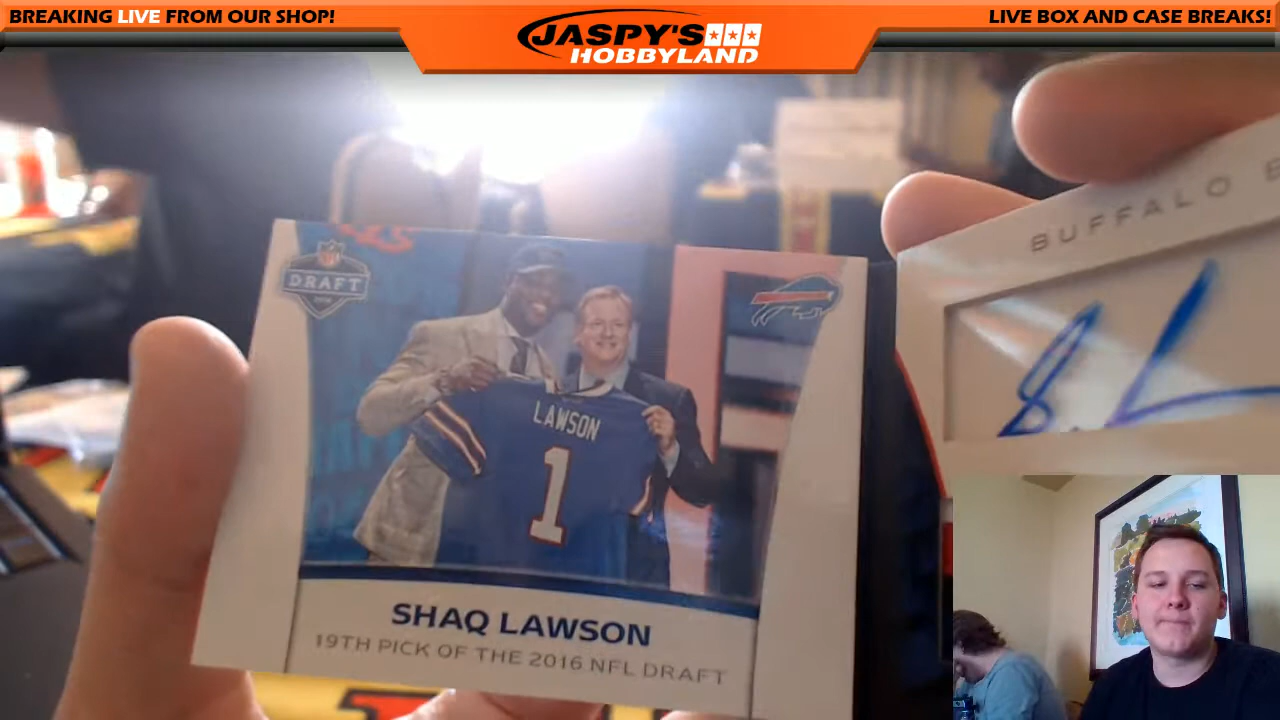 BREAKING LIVE FROM OUR SHOP!
JASPY'S
HOBBYLAND
LIVE BOX AND CASE BREAKS!
BUFFALO
DRAFT
2016
LAWSON
1
SHAQ LAWSON
19TH PICK OF THE 2016 NFL DRAFT